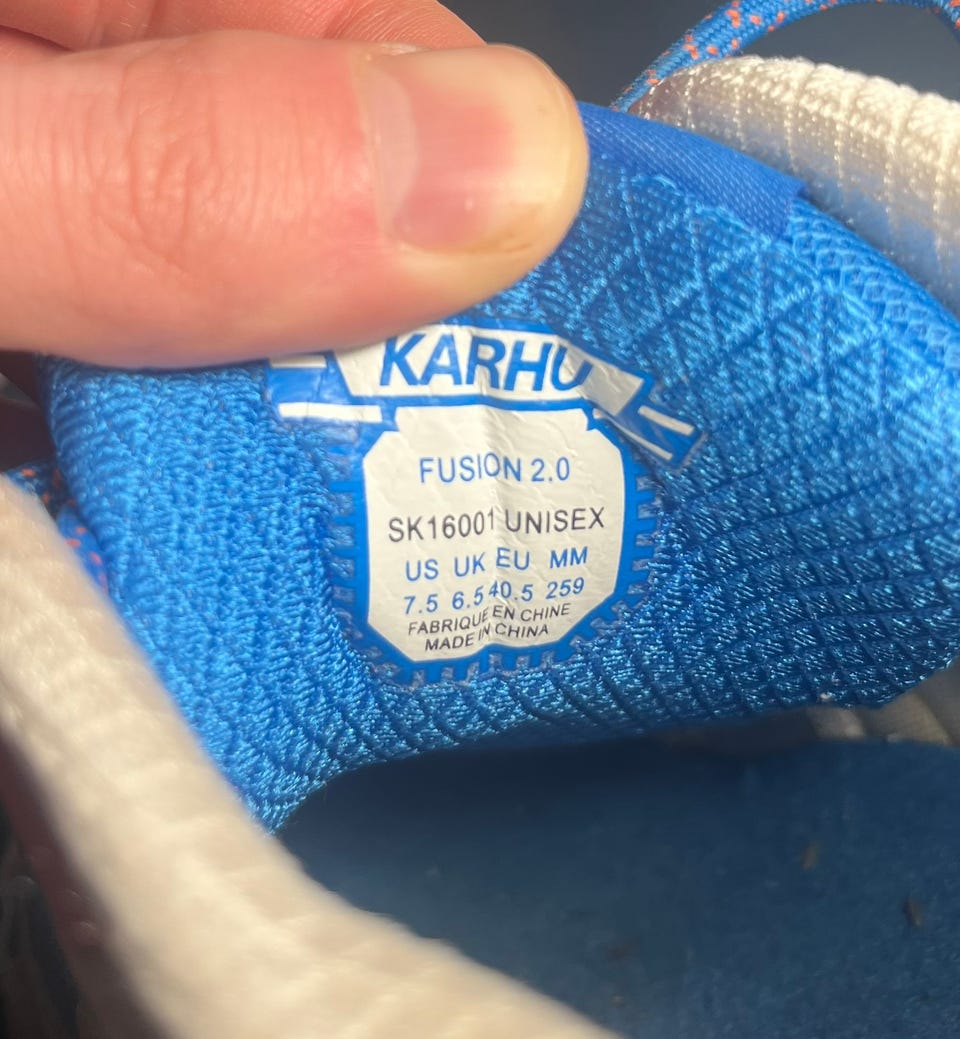 KARHU
FUSION 2.0
SK16001 UNISEX
US UK EU MM
7.5 6.5 40.5 259
FABRIQUE EN CHINE
MADE IN CHINA